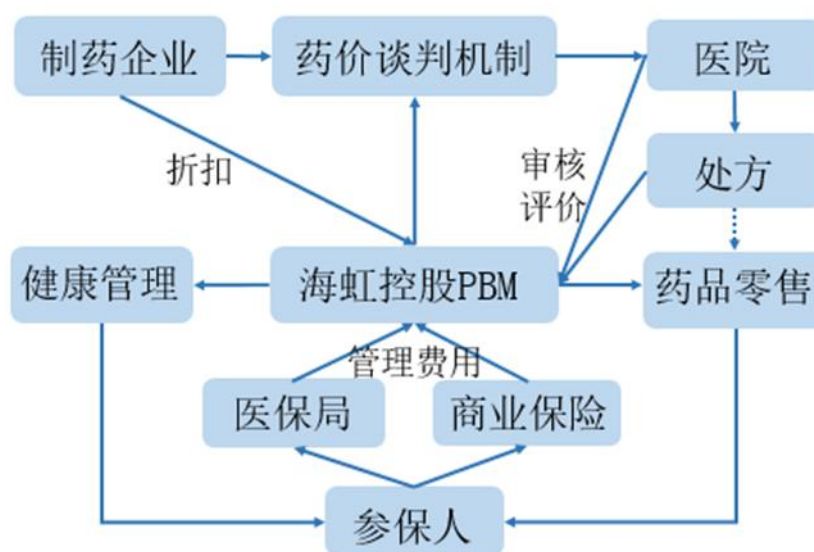 制药企业
药价谈判机制
医院
折扣
审核
评价
处方
健康管理
海虹控股PBM
药品零售
管理费用
医保局
商业保险
参保人